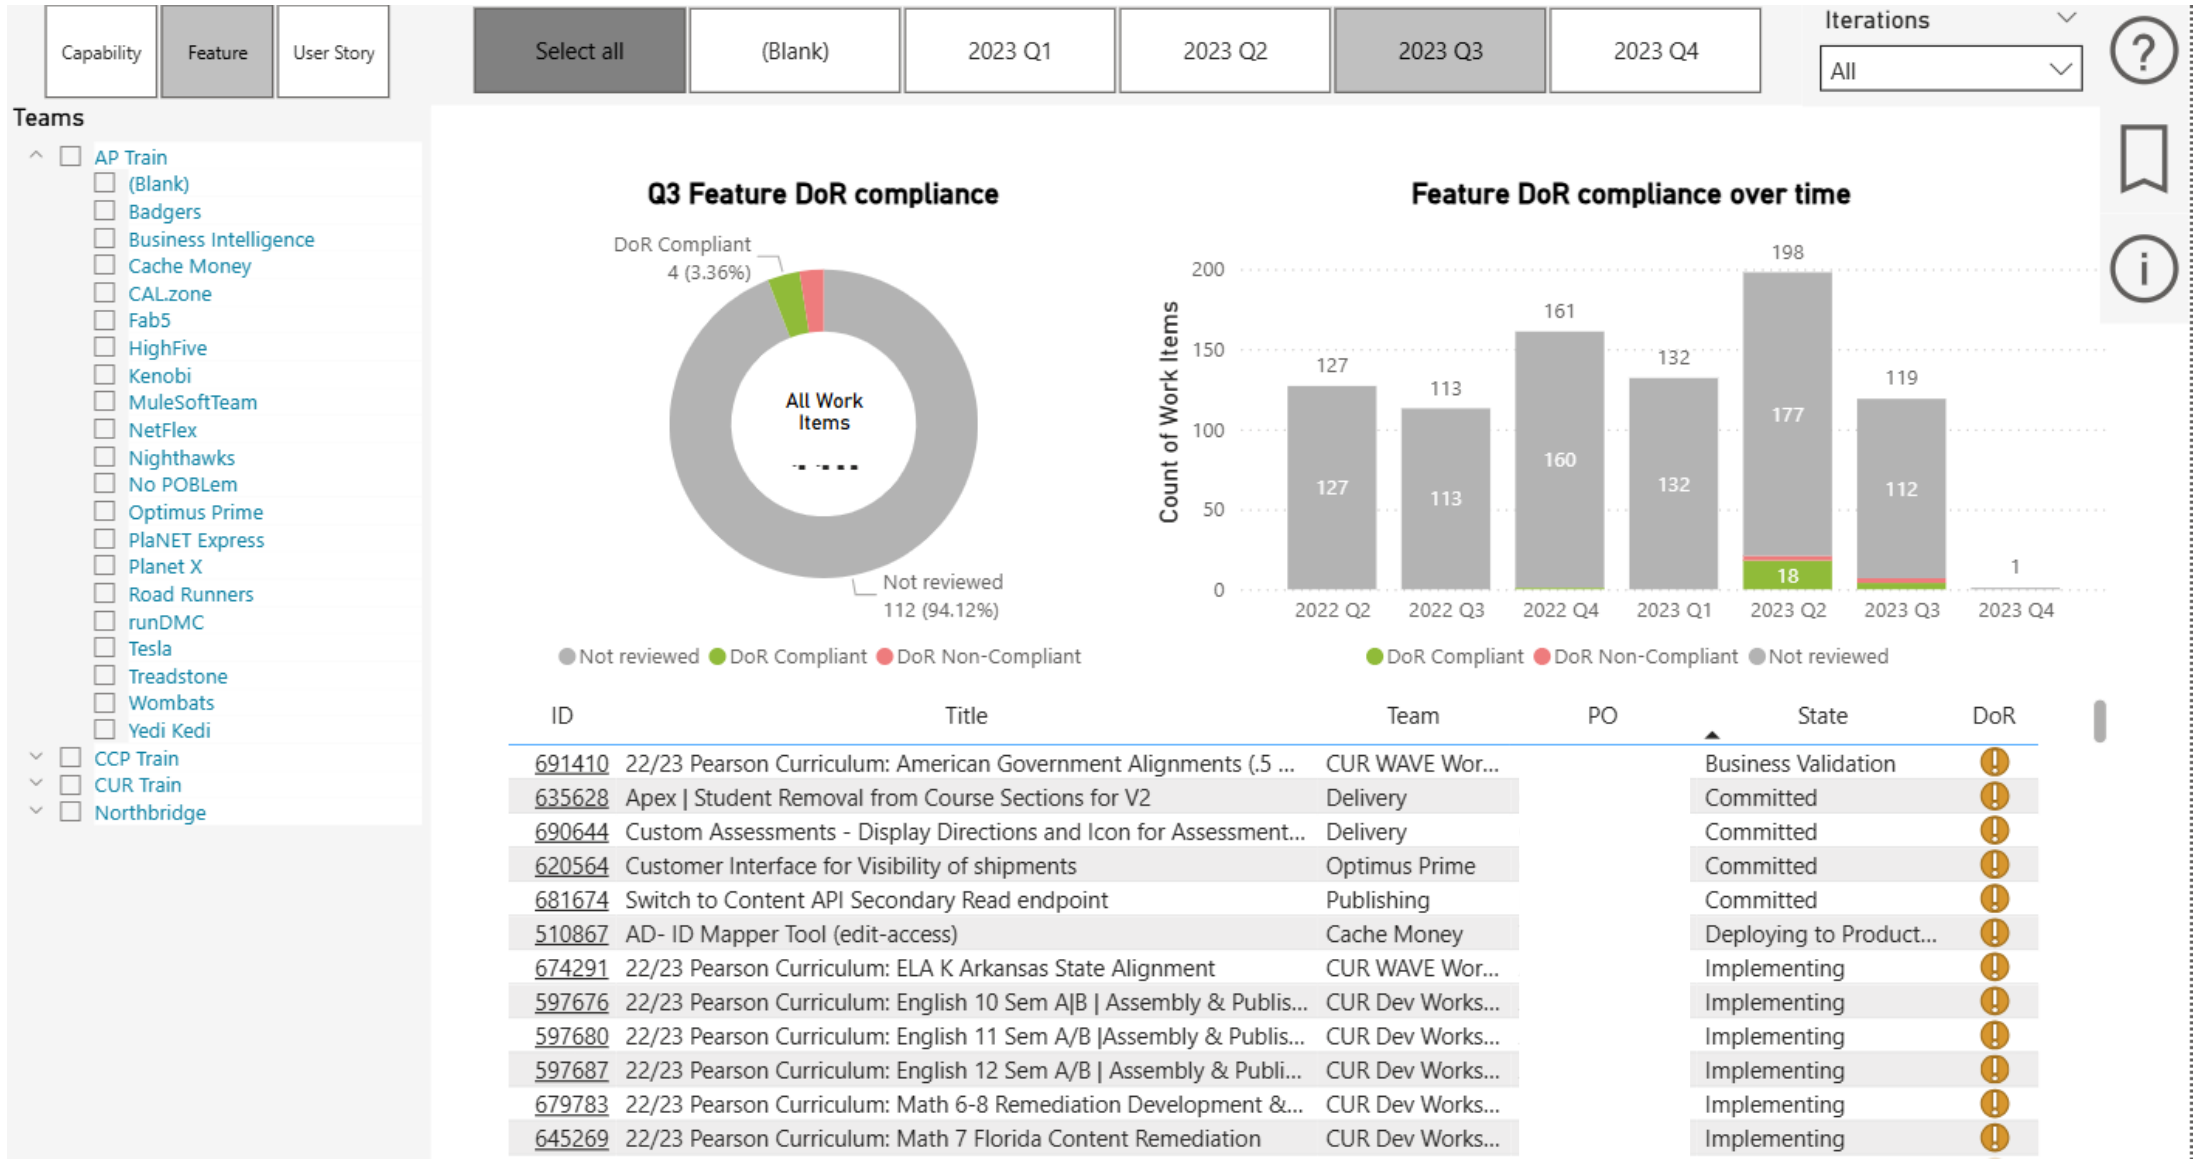 Capability Feature User Story
Select all (Blank) 2023 Q1 2023 Q2 2023 Q3 2023 Q4
Iterations
All
?
i
Teams
AP Train
(Blank)
Badgers
Business Intelligence
Cache Money
CAL.zone
Fab5
HighFive
Kenobi
MuleSoftTeam
NetFlex
Nighthawks
No POBLem
Optimus Prime
PlaNET Express
Planet X
Road Runners
runDMC
Tesla
Treadstone
Wombats
Yedi Kedi
CCP Train
CUR Train
Northbridge
Q3 Feature DoR compliance
DoR Compliant
4 (3.36%)
All Work
Items
Not reviewed
112 (94.12%)
Not reviewed DoR Compliant DoR Non-Compliant
Feature DoR compliance over time
Count of Work Items
200
150
100
50
0
127
113
161
132
198
119
1
127
113
160
132
177
112
18
2022 Q2 2022 Q3 2022 Q4 2023 Q1 2023 Q2 2023 Q3 2023 Q4
DoR Compliant DoR Non-Compliant Not reviewed
ID Title Team PO State DoR
691410 22/23 Pearson Curriculum: American Government Alignments (.5 ... CUR WAVE Wor... Business Validation
635628 Apex | Student Removal from Course Sections for V2 Delivery Committed
690644 Custom Assessments - Display Directions and Icon for Assessment... Delivery Committed
620564 Customer Interface for Visibility of shipments Optimus Prime Committed
681674 Switch to Content API Secondary Read endpoint Publishing Committed
510867 AD- ID Mapper Tool (edit-access) Cache Money Deploying to Product...
674291 22/23 Pearson Curriculum: ELA K Arkansas State Alignment CUR WAVE Wor... Implementing
597676 22/23 Pearson Curriculum: English 10 Sem A|B | Assembly & Publis... CUR Dev Works... Implementing
597680 22/23 Pearson Curriculum: English 11 Sem A/B |Assembly & Publis... CUR Dev Works... Implementing
597687 22/23 Pearson Curriculum: English 12 Sem A/B | Assembly & Publi... CUR Dev Works... Implementing
679783 22/23 Pearson Curriculum: Math 6-8 Remediation Development &... CUR Dev Works... Implementing
645269 22/23 Pearson Curriculum: Math 7 Florida Content Remediation CUR Dev Works... Implementing